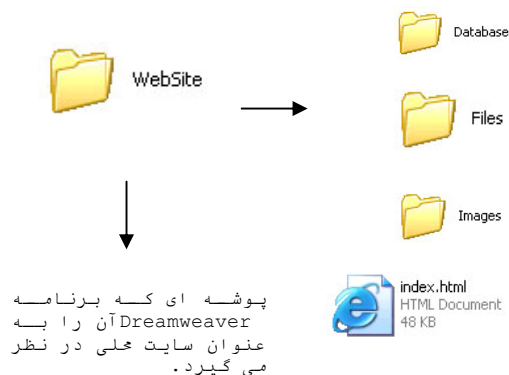 WebSite
Database
Files
Images
index.html
HTML Document
48 KB
پوشه ای که برنامه
Dreamweaver آن را به
عنوان سایت محلی در نظر
می گیرد.